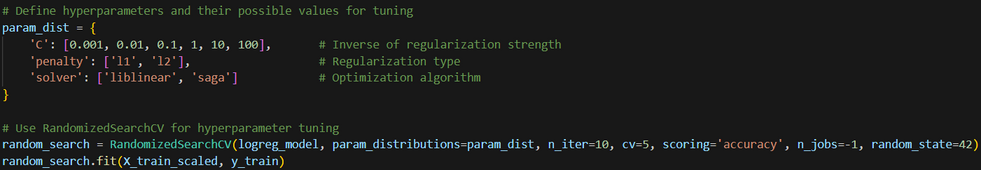 # Define hyperparameters and their possible values for tuning
param_dist = {
    'C': [0.001, 0.01, 0.1, 1, 10, 100],       # Inverse of regularization strength
    'penalty': ['l1', 'l2'],                   # Regularization type
    'solver': ['liblinear', 'saga']            # Optimization algorithm
}
# Use RandomizedSearchCV for hyperparameter tuning
random_search = RandomizedSearchCV(logreg_model, param_distributions=param_dist, n_iter=10, cv=5, scoring='accuracy', n_jobs=-1, random_state=42)
random_search.fit(X_train_scaled, y_train)